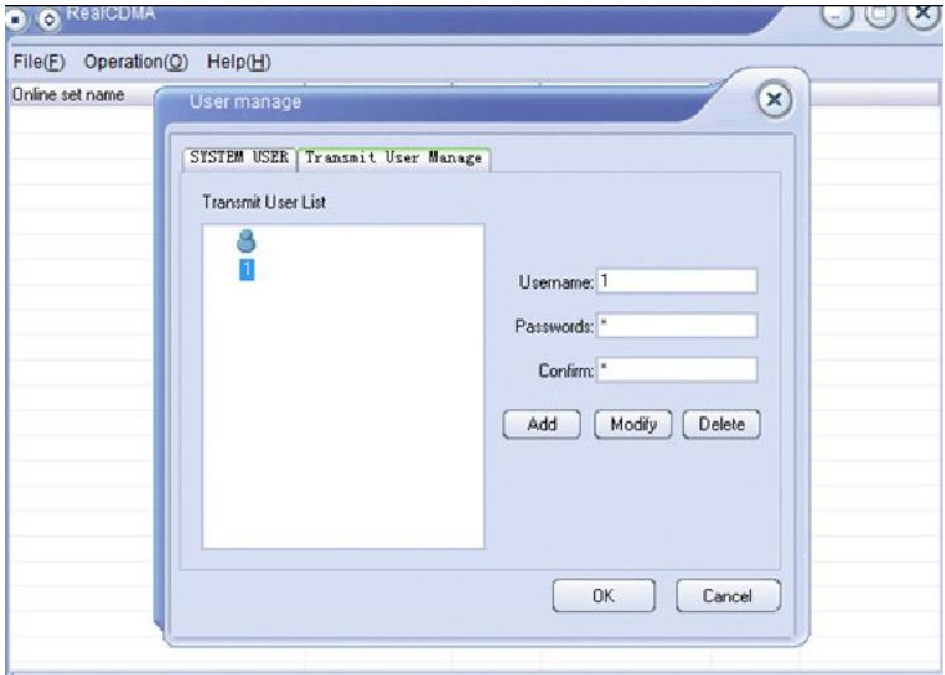 RealCDMA
File(F) Operation(O) Help(H)
Online set name
User manage
SYSTEM USER Transmit User Manage
Transmit User List
1
Username: 1
Passwords: *
Confirm: *
Add Modify Delete
OK Cancel